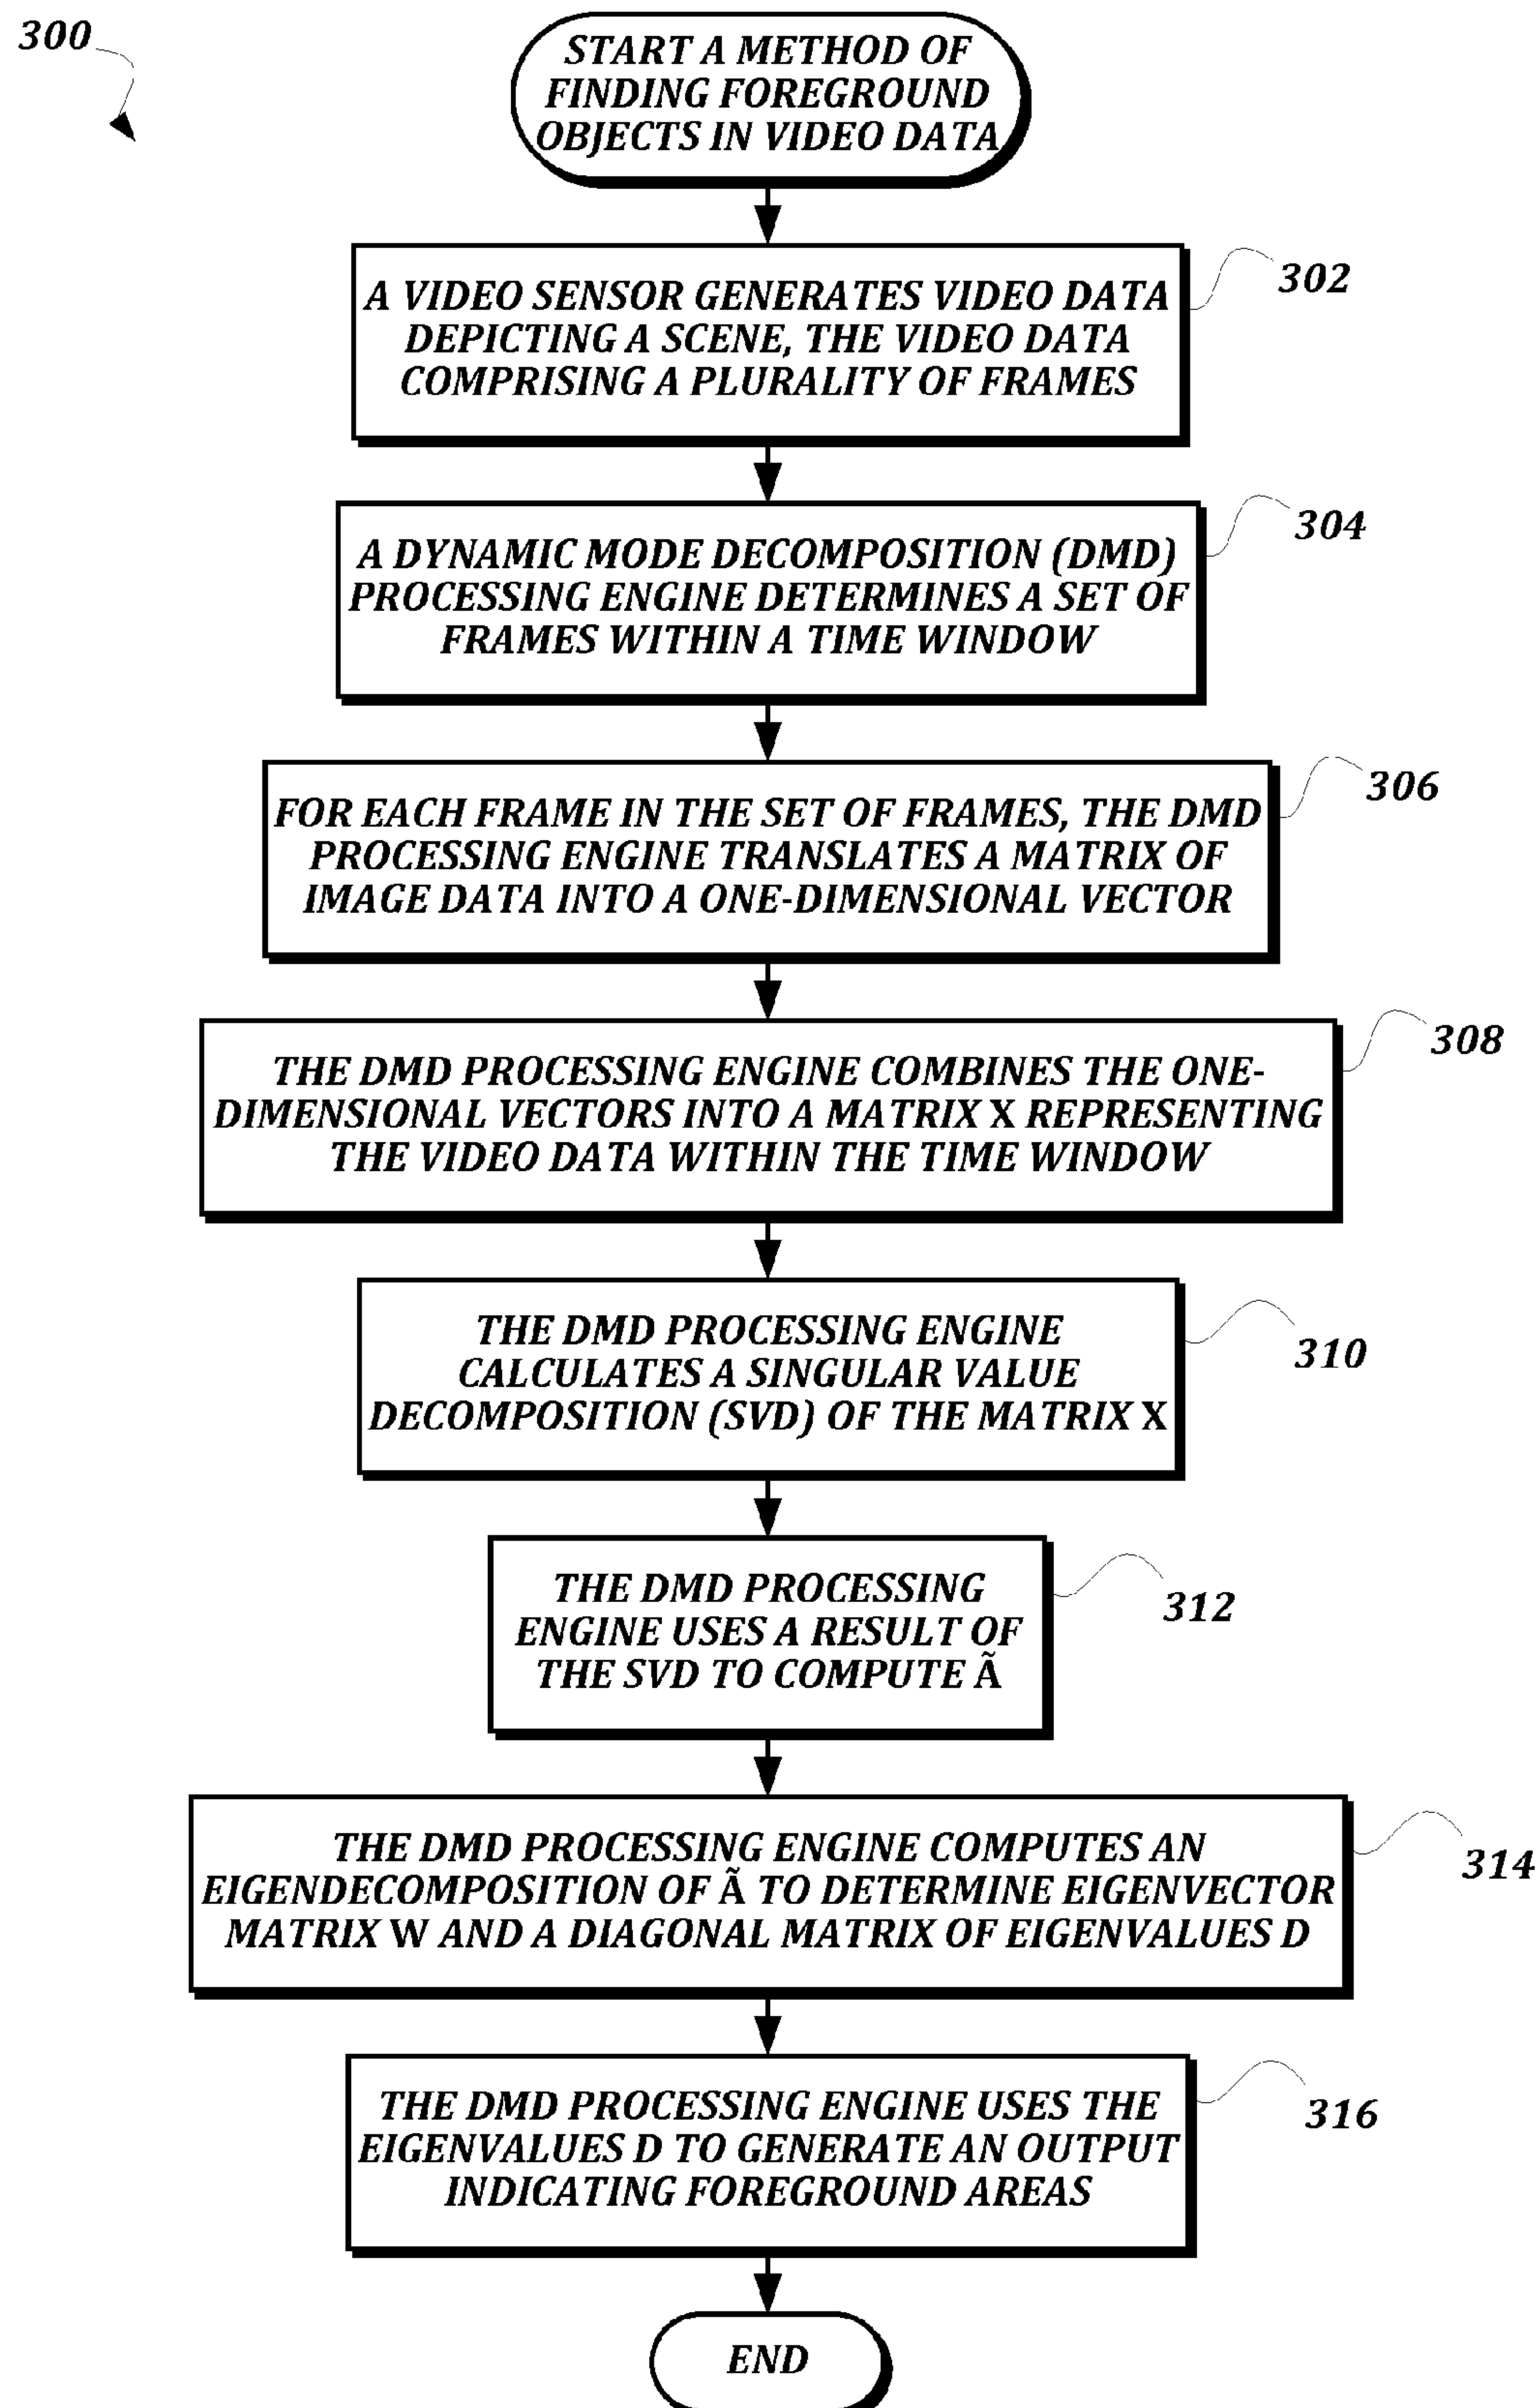 300
START A METHOD OF
FINDING FOREGROUND
OBJECTS IN VIDEO DATA
302
A VIDEO SENSOR GENERATES VIDEO DATA
DEPICTING A SCENE, THE VIDEO DATA
COMPRISING A PLURALITY OF FRAMES
304
A DYNAMIC MODE DECOMPOSITION (DMD)
PROCESSING ENGINE DETERMINES A SET OF
FRAMES WITHIN A TIME WINDOW
306
FOR EACH FRAME IN THE SET OF FRAMES, THE DMD
PROCESSING ENGINE TRANSLATES A MATRIX OF
IMAGE DATA INTO A ONE-DIMENSIONAL VECTOR
308
THE DMD PROCESSING ENGINE COMBINES THE ONE-
DIMENSIONAL VECTORS INTO A MATRIX X REPRESENTING
THE VIDEO DATA WITHIN THE TIME WINDOW
310
THE DMD PROCESSING ENGINE
CALCULATES A SINGULAR VALUE
DECOMPOSITION (SVD) OF THE MATRIX X
312
THE DMD PROCESSING
ENGINE USES A RESULT OF
THE SVD TO COMPUTE Ã
314
THE DMD PROCESSING ENGINE COMPUTES AN
EIGENDECOMPOSITION OF Ã TO DETERMINE EIGENVECTOR
MATRIX W AND A DIAGONAL MATRIX OF EIGENVALUES D
316
THE DMD PROCESSING ENGINE USES THE
EIGENVALUES D TO GENERATE AN OUTPUT
INDICATING FOREGROUND AREAS
END